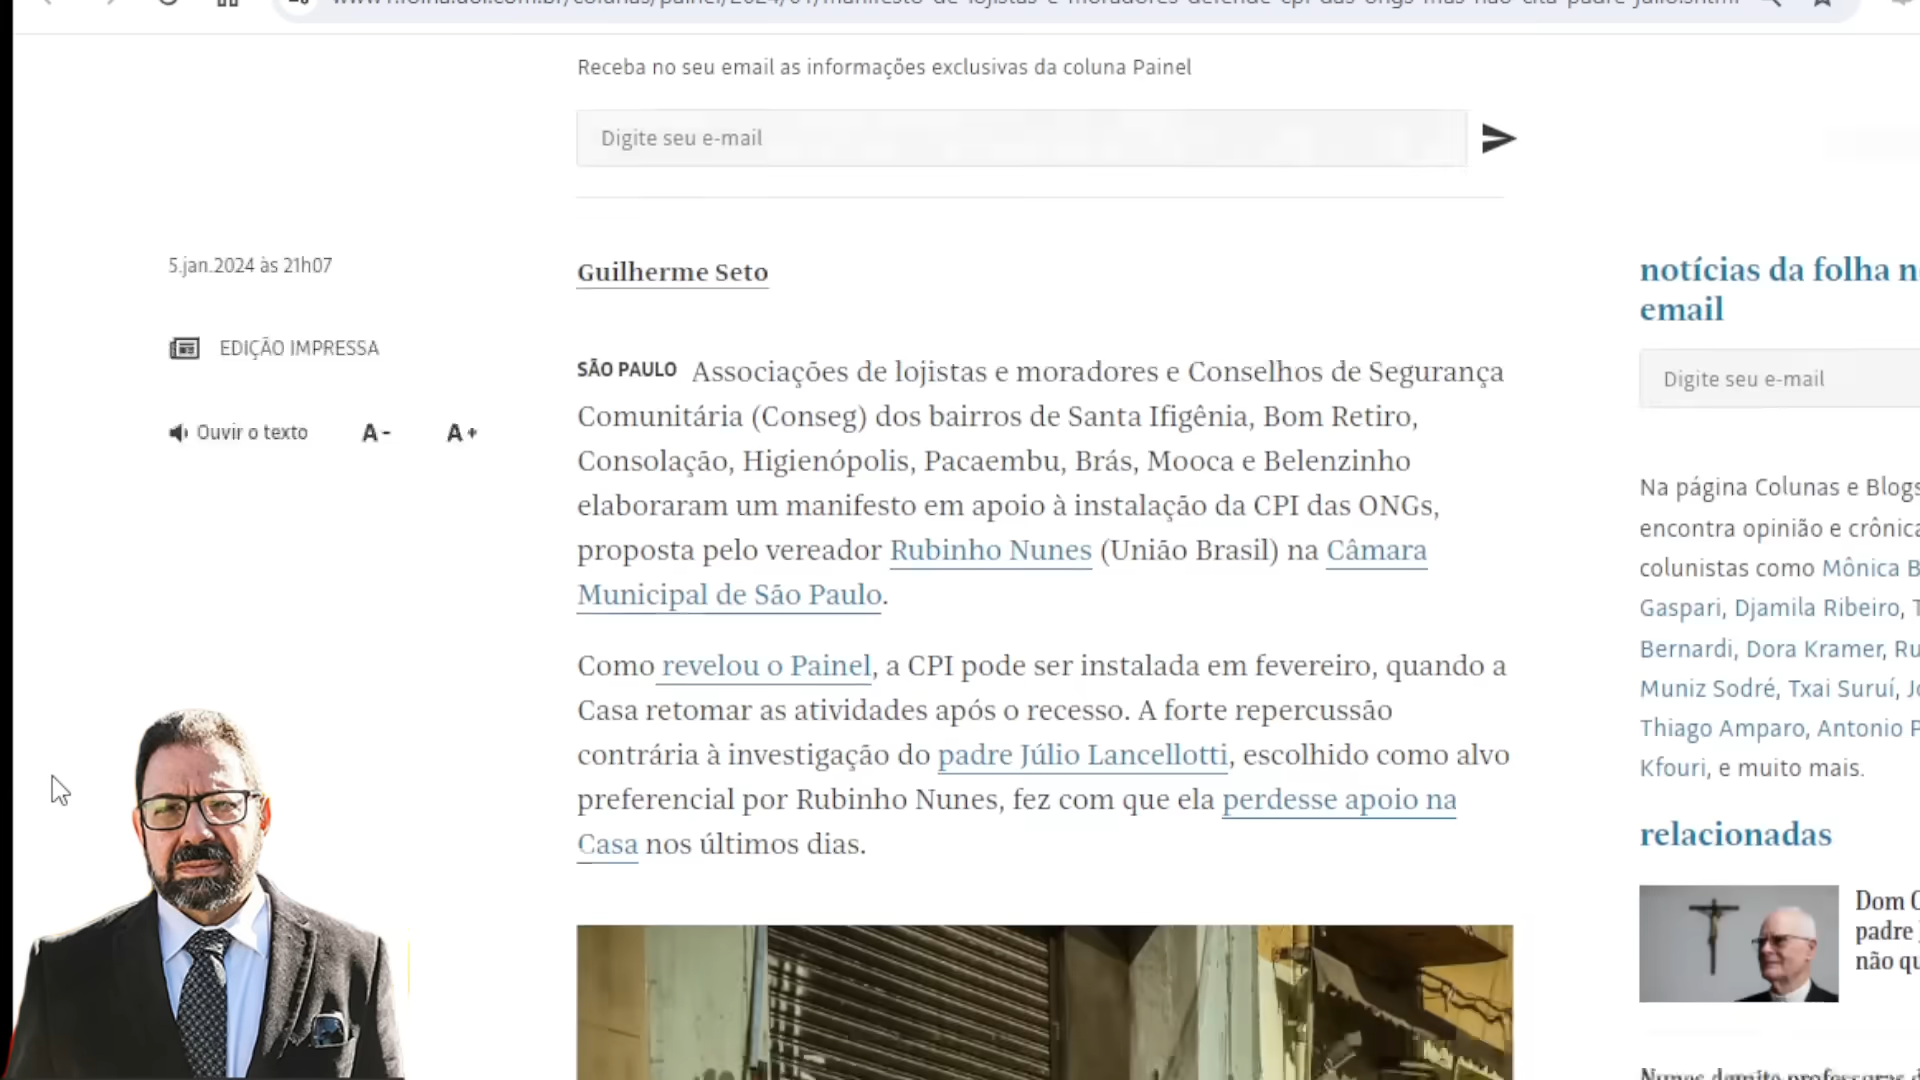 Receba no seu email as informações exclusivas da coluna Painel
Digite seu e-mail
5.jan.2024 às 21h07
EDIÇÃO IMPRESSA
Ouvir o texto A- A+
Guilherme Seto
SÃO PAULO Associações de lojistas e moradores e Conselhos de Segurança
Comunitária (Conseg) dos bairros de Santa Ifigênia, Bom Retiro,
Consolação, Higienópolis, Pacaembu, Brás, Mooca e Belenzinho
elaboraram um manifesto em apoio à instalação da CPI das ONGs,
proposta pelo vereador Rubinho Nunes (União Brasil) na Câmara
Municipal de São Paulo.
Como revelou o Painel, a CPI pode ser instalada em fevereiro, quando a
Casa retomar as atividades após o recesso. A forte repercussão
contrária à investigação do padre Júlio Lancellotti, escolhido como alvo
preferencial por Rubinho Nunes, fez com que ela perdesse apoio na
Casa nos últimos dias.
notícias da folha n
email
Digite seu e-mail
Na página Colunas e Blogs
encontra opinião e crônica
colunistas como Mônica B
Gaspari, Djamila Ribeiro, T
Bernardi, Dora Kramer, Ru
Muniz Sodré, Txai Suruí, Jo
Thiago Amparo, Antonio P
Kfouri, e muito mais.
relacionadas
Dom O
padre
não qu